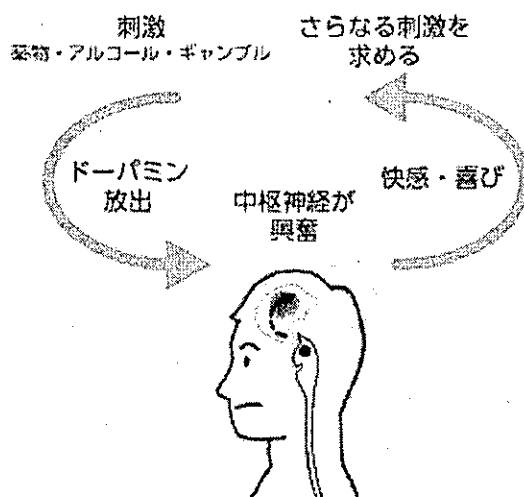 刺激
薬物・アルコール・ギャンブル
さらなる刺激を
求める
ドーパミン
放出
中枢神経が
興奮
快感・喜び